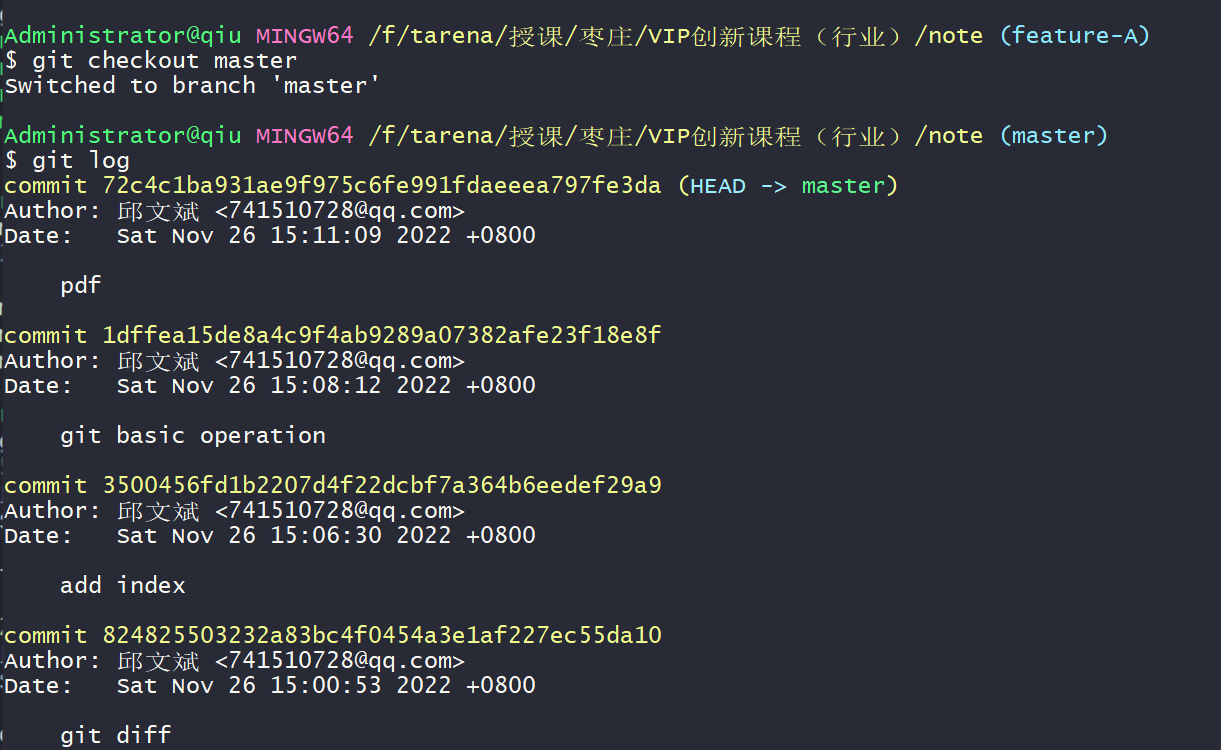 Administrator@qiu MINGW64 /f/tarena/授课/枣庄/VIP创新课程（行业）/note (feature-A)
$ git checkout master
Switched to branch 'master'
Administrator@qiu MINGW64 /f/tarena/授课/枣庄/VIP创新课程（行业）/note (master)
$ git log
commit 72c4c1ba931ae9f975c6fe991fdaeeea797fe3da (HEAD -> master)
Author: 邱文斌 <741510728@qq.com>
Date:   Sat Nov 26 15:11:09 2022 +0800
    pdf
commit 1dffea15de8a4c9f4ab9289a07382afe23f18e8f
Author: 邱文斌 <741510728@qq.com>
Date:   Sat Nov 26 15:08:12 2022 +0800
    git basic operation
commit 3500456fd1b2207d4f22dcbf7a364b6eedef29a9
Author: 邱文斌 <741510728@qq.com>
Date:   Sat Nov 26 15:06:30 2022 +0800
    add index
commit 824825503232a83bc4f0454a3e1af227ec55da10
Author: 邱文斌 <741510728@qq.com>
Date:   Sat Nov 26 15:00:53 2022 +0800
    git diff